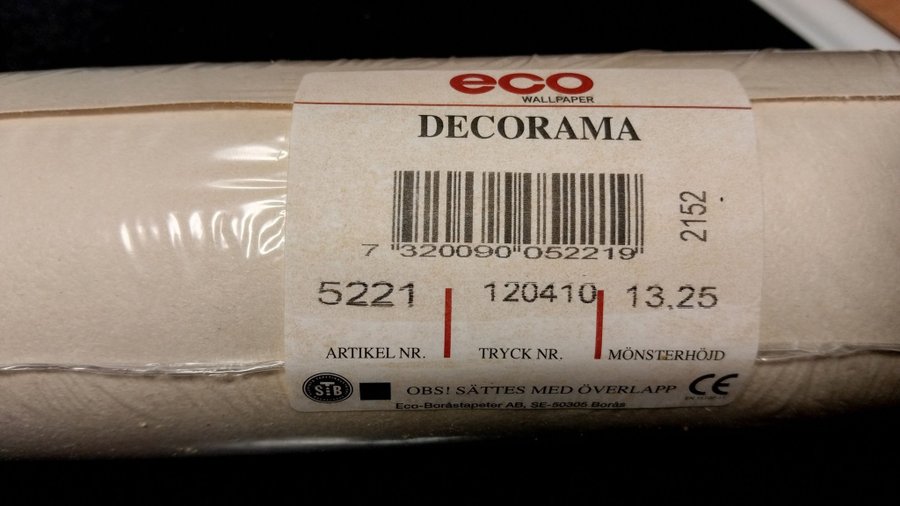 eco
WALLPAPER
DECORAMA
7 320090 052219
2152
5221 120410 13,25
ARTIKEL NR. TRYCK NR. MÖNSTERHÖJD
STB OBS! SÄTTES MED ÖVERLAPP CE
Eco-Boråstapeter AB, SE-50305 Borås